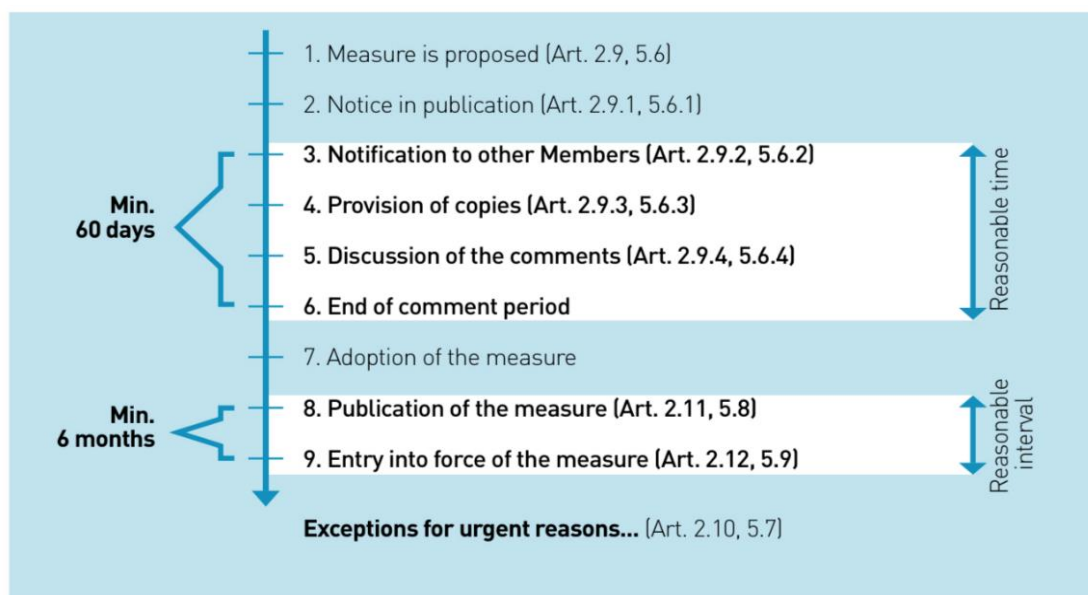 1. Measure is proposed (Art. 2.9, 5.6)
2. Notice in publication (Art. 2.9.1, 5.6.1)
3. Notification to other Members (Art. 2.9.2, 5.6.2)
Min.
60 days
4. Provision of copies (Art. 2.9.3, 5.6.3)
5. Discussion of the comments (Art. 2.9.4, 5.6.4)
6. End of comment period
Reasonable time
7. Adoption of the measure
Min.
6 months
8. Publication of the measure (Art. 2.11, 5.8)
9. Entry into force of the measure (Art. 2.12, 5.9)
Reasonable
interval
Exceptions for urgent reasons... (Art. 2.10, 5.7)